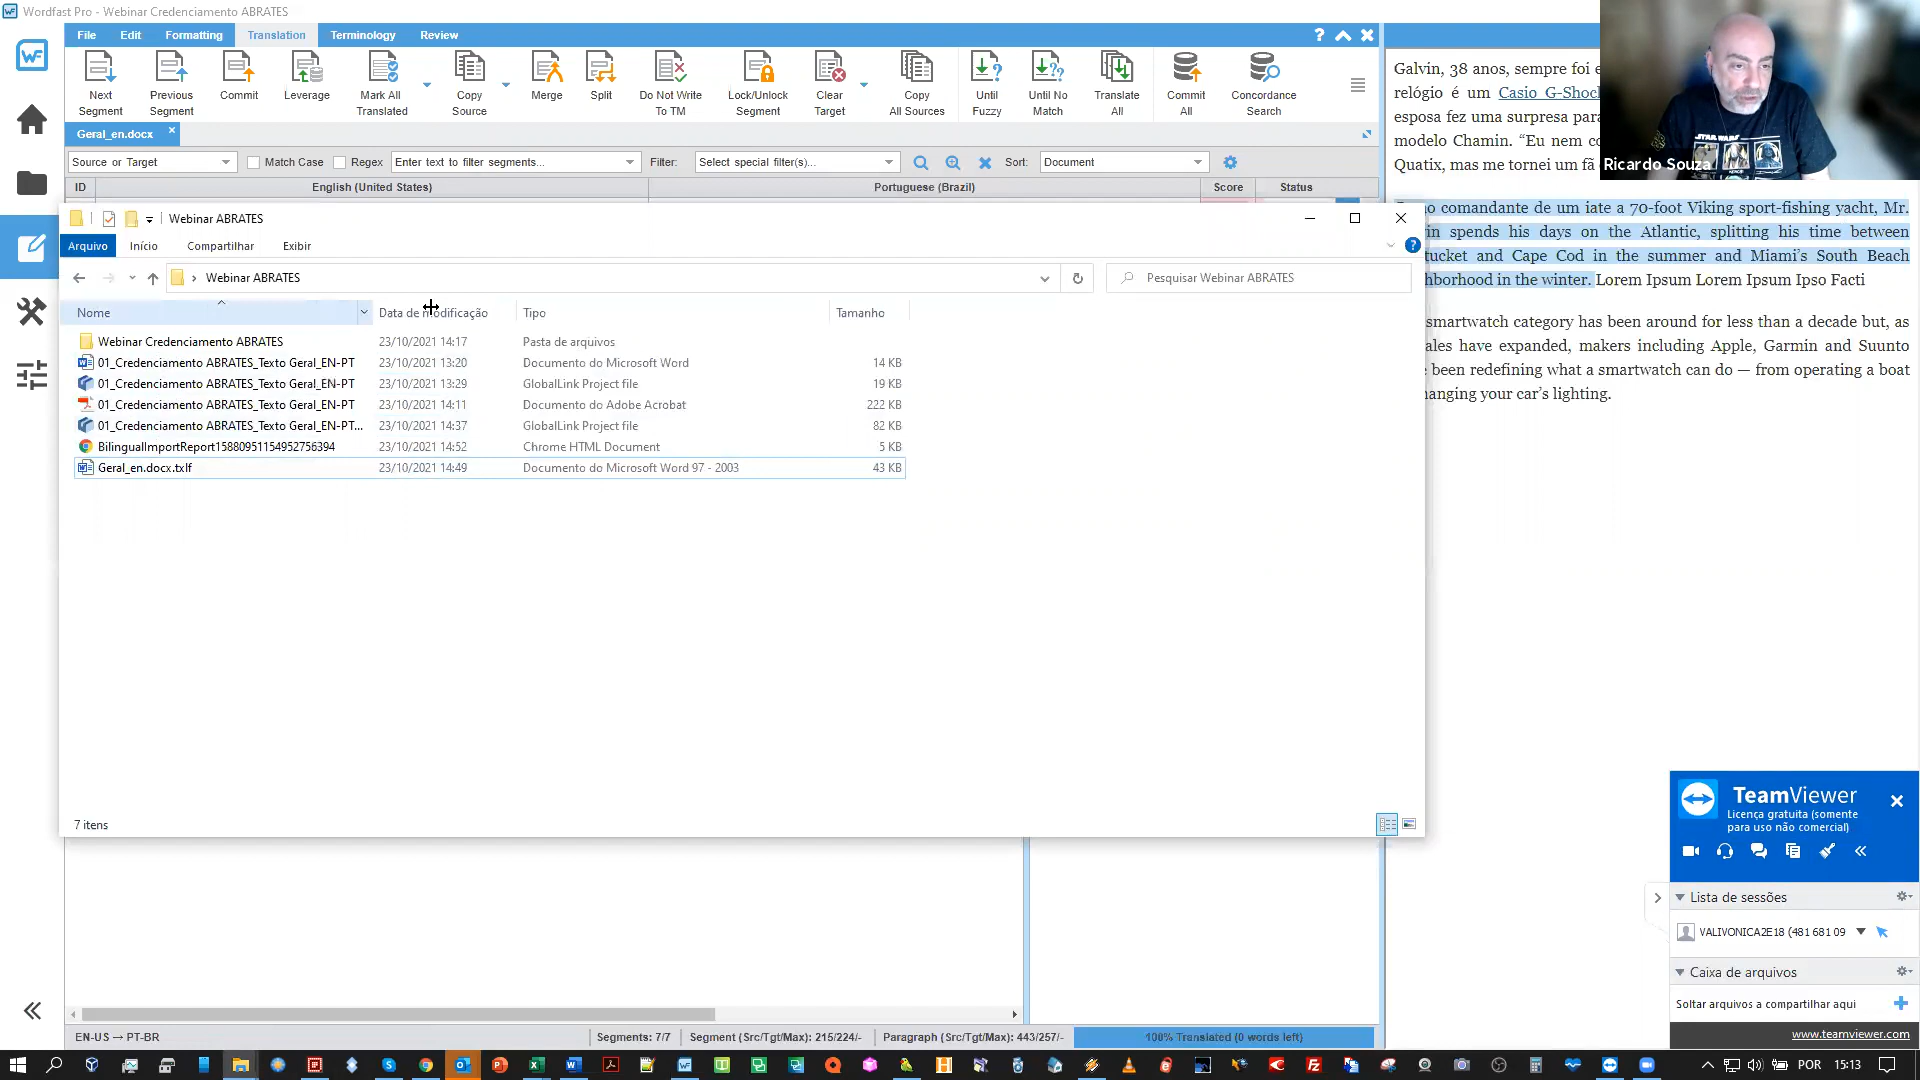 Wordfast Pro - Webinar Credenciamento ABRATES
File Edit Formatting Translation Terminology Review
Next Segment
Previous Segment
Commit
Leverage
Mark All Translated
Copy Source
Merge
Split
Do Not Write To TM
Lock/Unlock Segment
Clear Target
Copy All Sources
Until Fuzzy
Until No Match
Translate All
Commit All
Concordance Search
Geral_en.docx
Source or Target Match Case Regex Enter text to filter segments... Filter: Select special filter(s)... Sort: Document
ID English (United States) Portuguese (Brazil) Score Status
Webinar ABRATES
Arquivo Início Compartilhar Exibir
Webinar ABRATES Pesquisar Webinar ABRATES
Nome Data de modificação Tipo Tamanho
Webinar Credenciamento ABRATES 23/10/2021 14:17 Pasta de arquivos
01_Credenciamento ABRATES_Texto Geral_EN-PT 23/10/2021 13:20 Documento do Microsoft Word 14 KB
01_Credenciamento ABRATES_Texto Geral_EN-PT 23/10/2021 13:29 GlobalLink Project file 19 KB
01_Credenciamento ABRATES_Texto Geral_EN-PT 23/10/2021 14:11 Documento do Adobe Acrobat 222 KB
01_Credenciamento ABRATES_Texto Geral_EN-PT... 23/10/2021 14:37 GlobalLink Project file 82 KB
BilingualImportReport15880951154952756394 23/10/2021 14:52 Chrome HTML Document 5 KB
Geral_en.docx.txlf 23/10/2021 14:49 Documento do Microsoft Word 97 - 2003 43 KB
7 itens
Galvin, 38 anos, sempre foi
relógio é um Casio G-Shoc
esposa fez uma surpresa par
modelo Chamin. “Eu nem c
Quatix, mas me tornei um fã
STAR WARS
Ricardo Souza
comandante de um iate a 70-foot Viking sport-fishing yacht, Mr.
spends his days on the Atlantic, splitting his time between
and Cape Cod in the summer and Miami’s South Beach
in the winter. Lorem Ipsum Lorem Ipsum Ipso Facti
smartwatch category has been around for less than a decade but, as
have expanded, makers including Apple, Garmin and Suunto
been redefining what a smartwatch can do — from operating a boat
your car’s lighting.
TeamViewer
Licença gratuita (somente
para uso não comercial)
Lista de sessões
VALIVONICA2E18 (481 681 09
Caixa de arquivos
Soltar arquivos a compartilhar aqui
www.teamviewer.com
EN-US → PT-BR Segments: 7/7 Segment (Src/Tgt/Max): 215/224/- Paragraph (Src/Tgt/Max): 443/257/- 100% Translated (0 words left)
POR 15:13